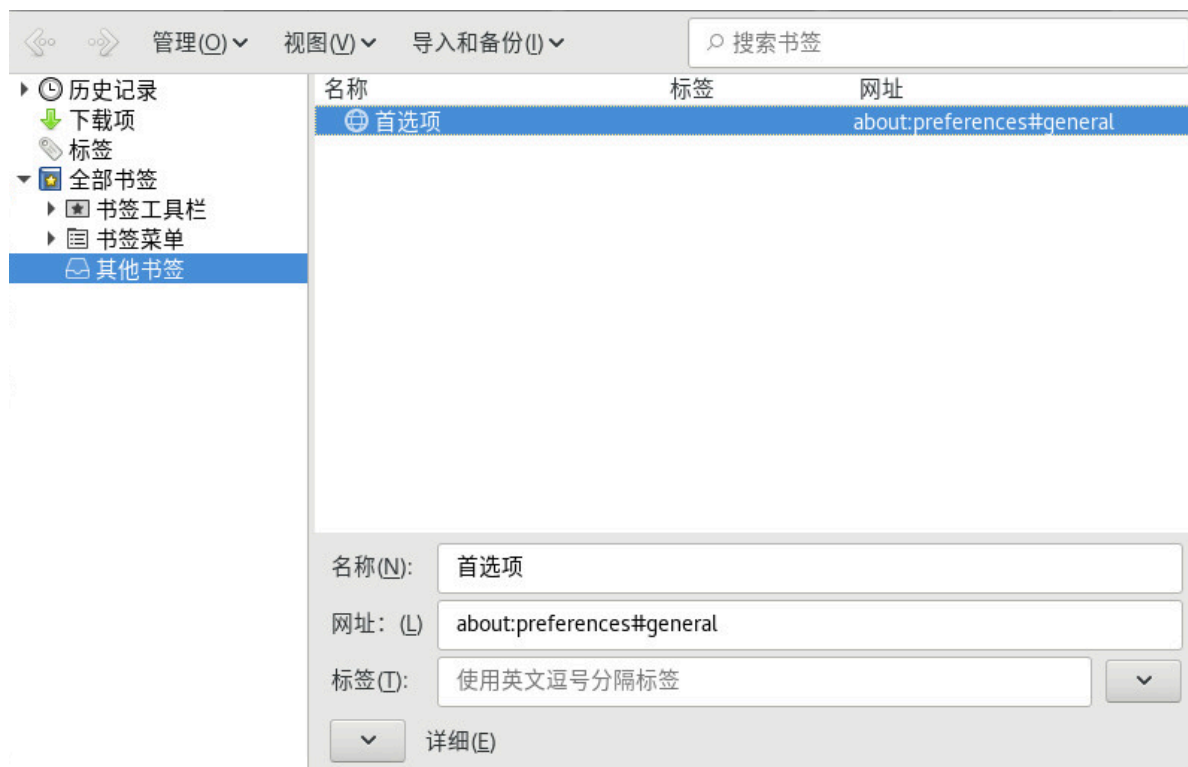 管理(O) 视图(V) 导入和备份(I) 搜索书签
历史记录
下载项
标签
全部书签
书签工具栏
书签菜单
其他书签
名称 标签 网址
首选项 about:preferences#general
名称(N): 首选项
网址：(L) about:preferences#general
标签(T): 使用英文逗号分隔标签
详细(E)